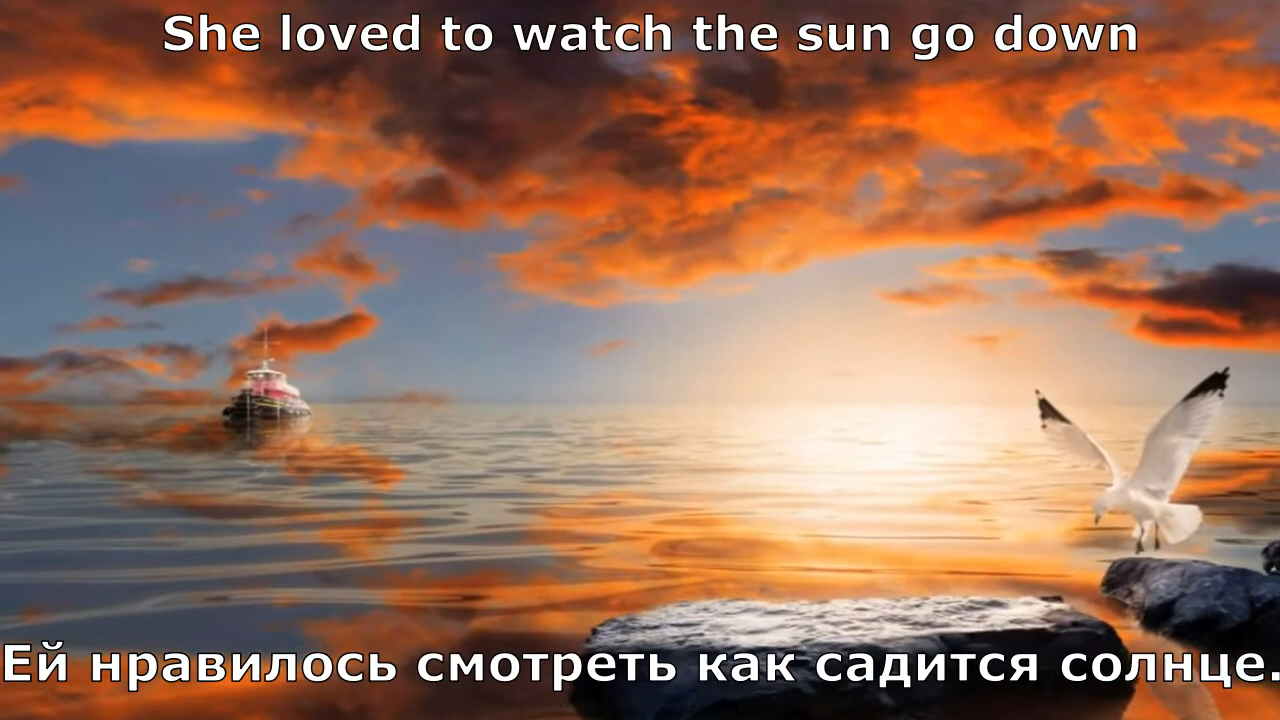 She loved to watch the sun go down
Ей нравилось смотреть как садится солнце.